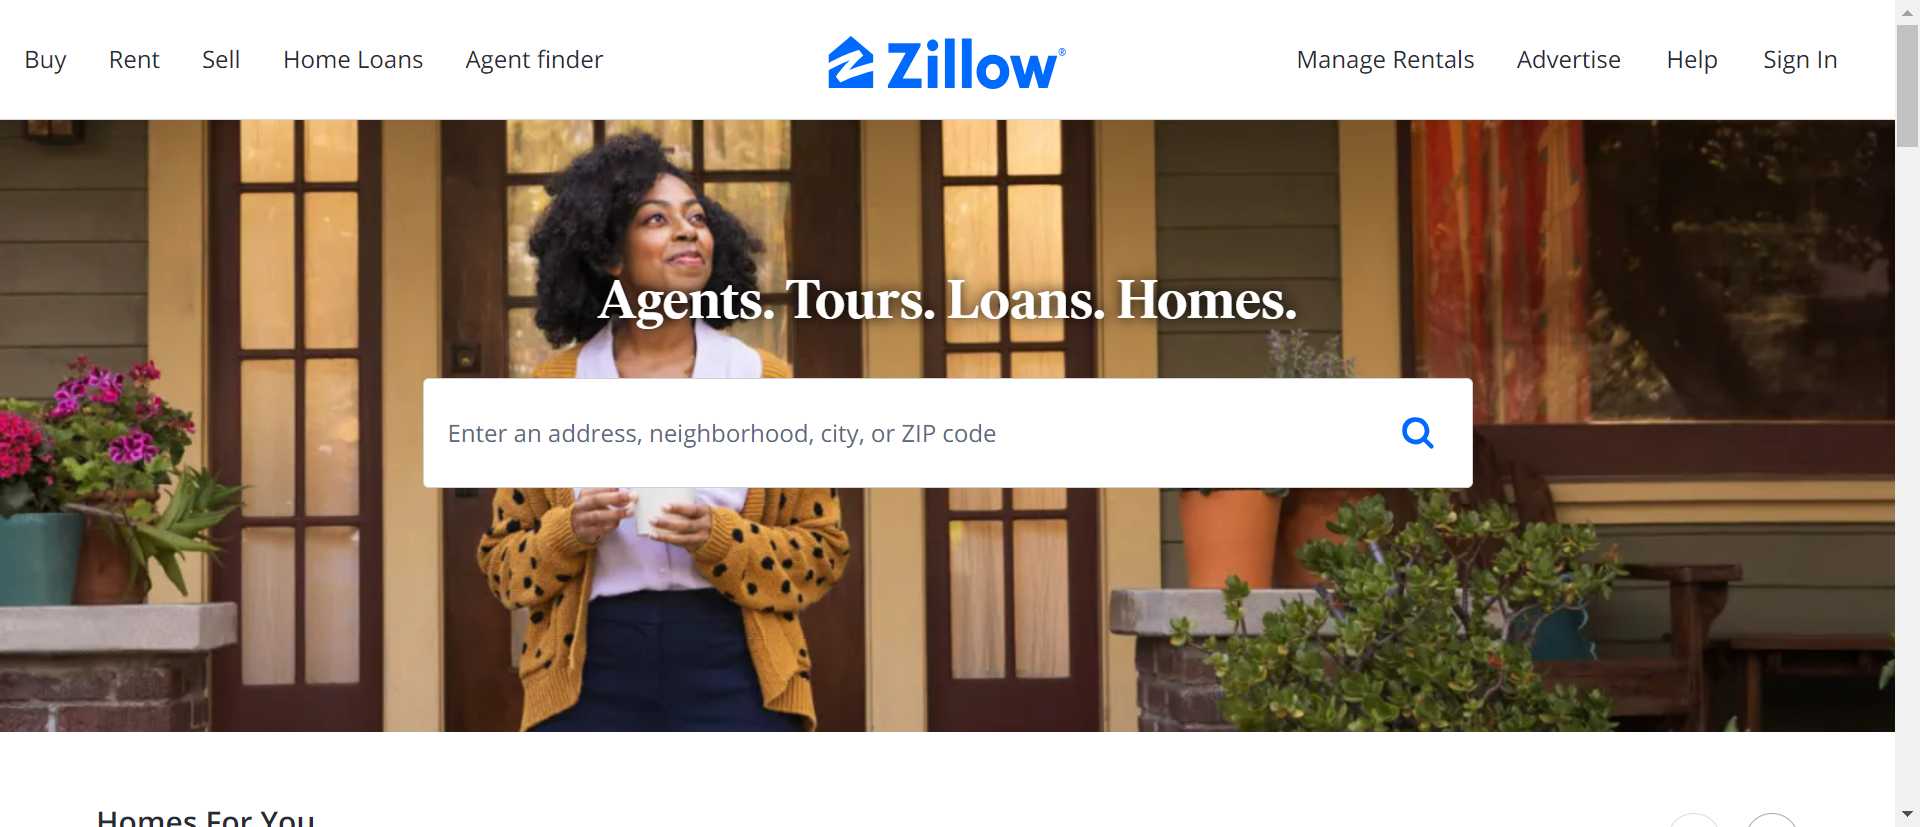 Buy Rent Sell Home Loans Agent finder Zillow® Manage Rentals Advertise Help Sign In
Agents. Tours. Loans. Homes.
Enter an address, neighborhood, city, or ZIP code
Homes For You